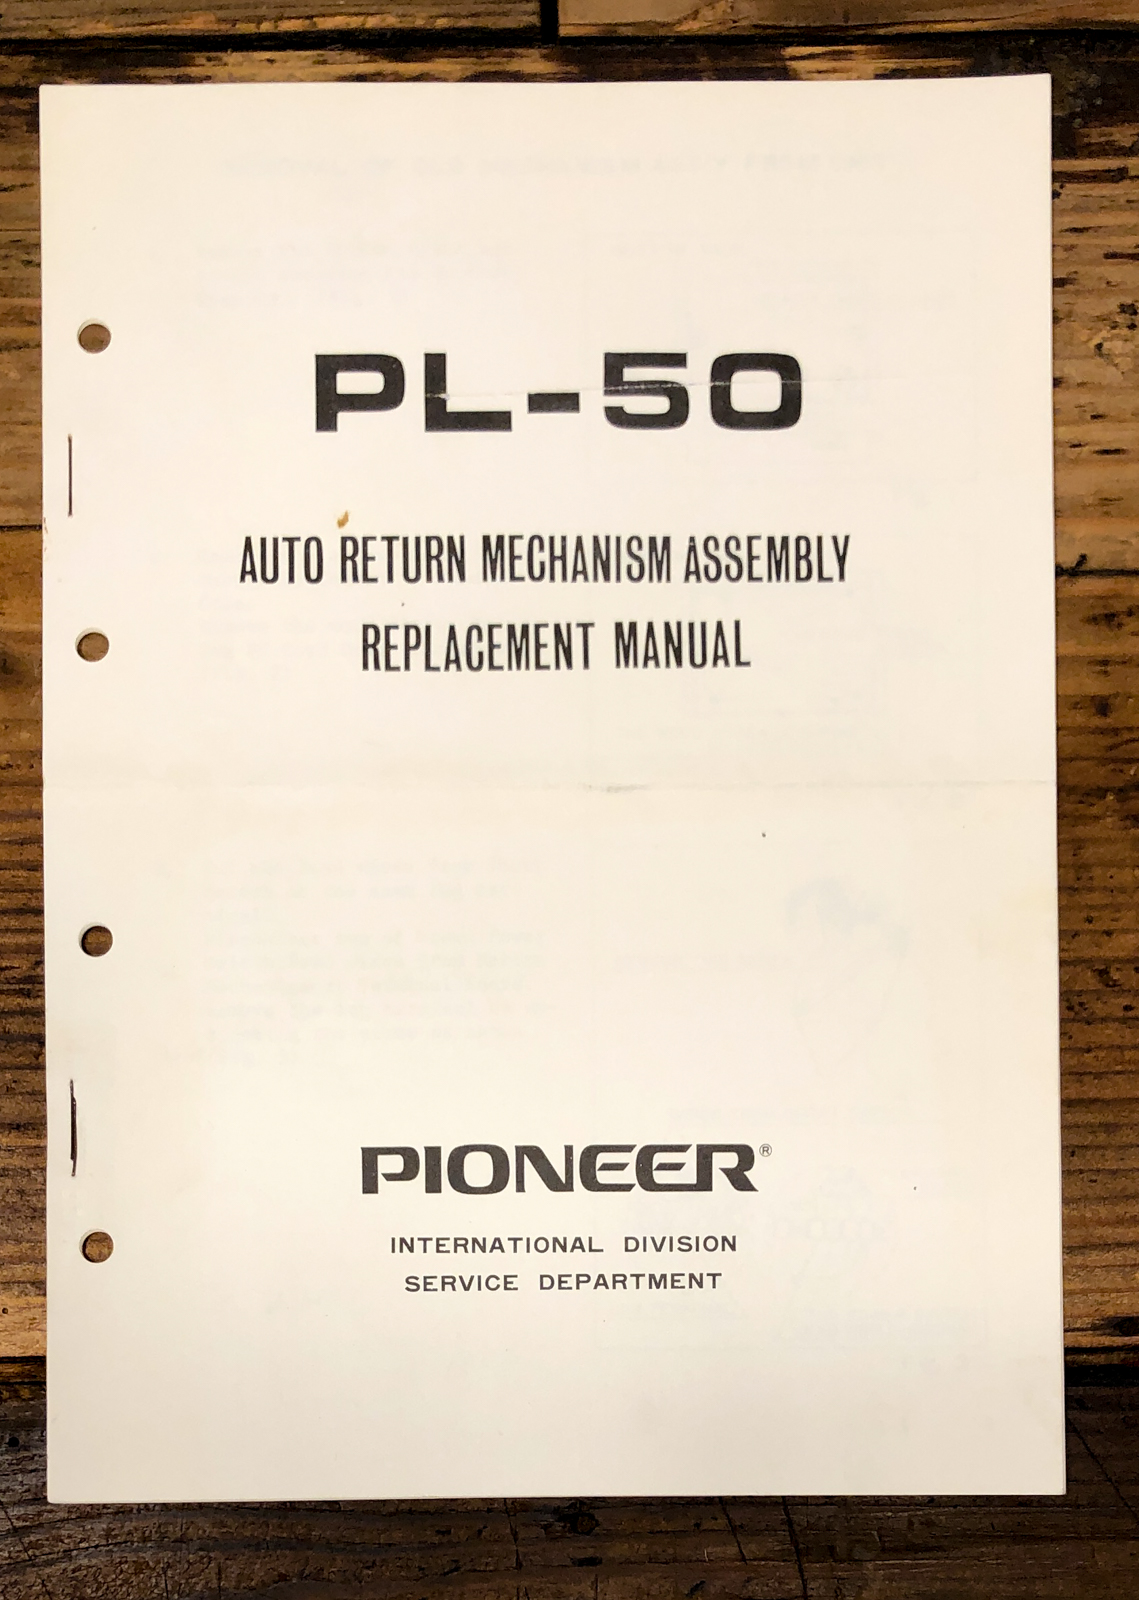 PL-50
AUTO RETURN MECHANISM ASSEMBLY
REPLACEMENT MANUAL
PIONEER®
INTERNATIONAL DIVISION
SERVICE DEPARTMENT